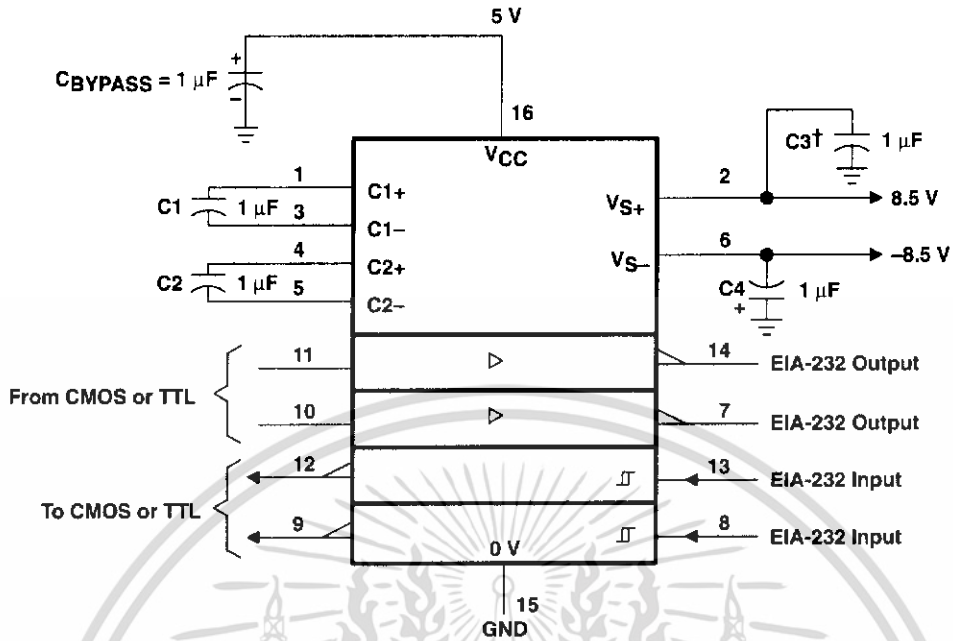 5 V
CBYPASS = 1 µF
+
–
16
VCC
C3† 1 µF
1
C1+
2
VS+
8.5 V
C1 1 µF
3
C1–
4
C2+
6
VS–
–8.5 V
C2 1 µF
5
C2–
C4 1 µF
+
From CMOS or TTL
11
14
EIA-232 Output
10
7
EIA-232 Output
To CMOS or TTL
12
13
EIA-232 Input
9
8
EIA-232 Input
0 V
15
GND